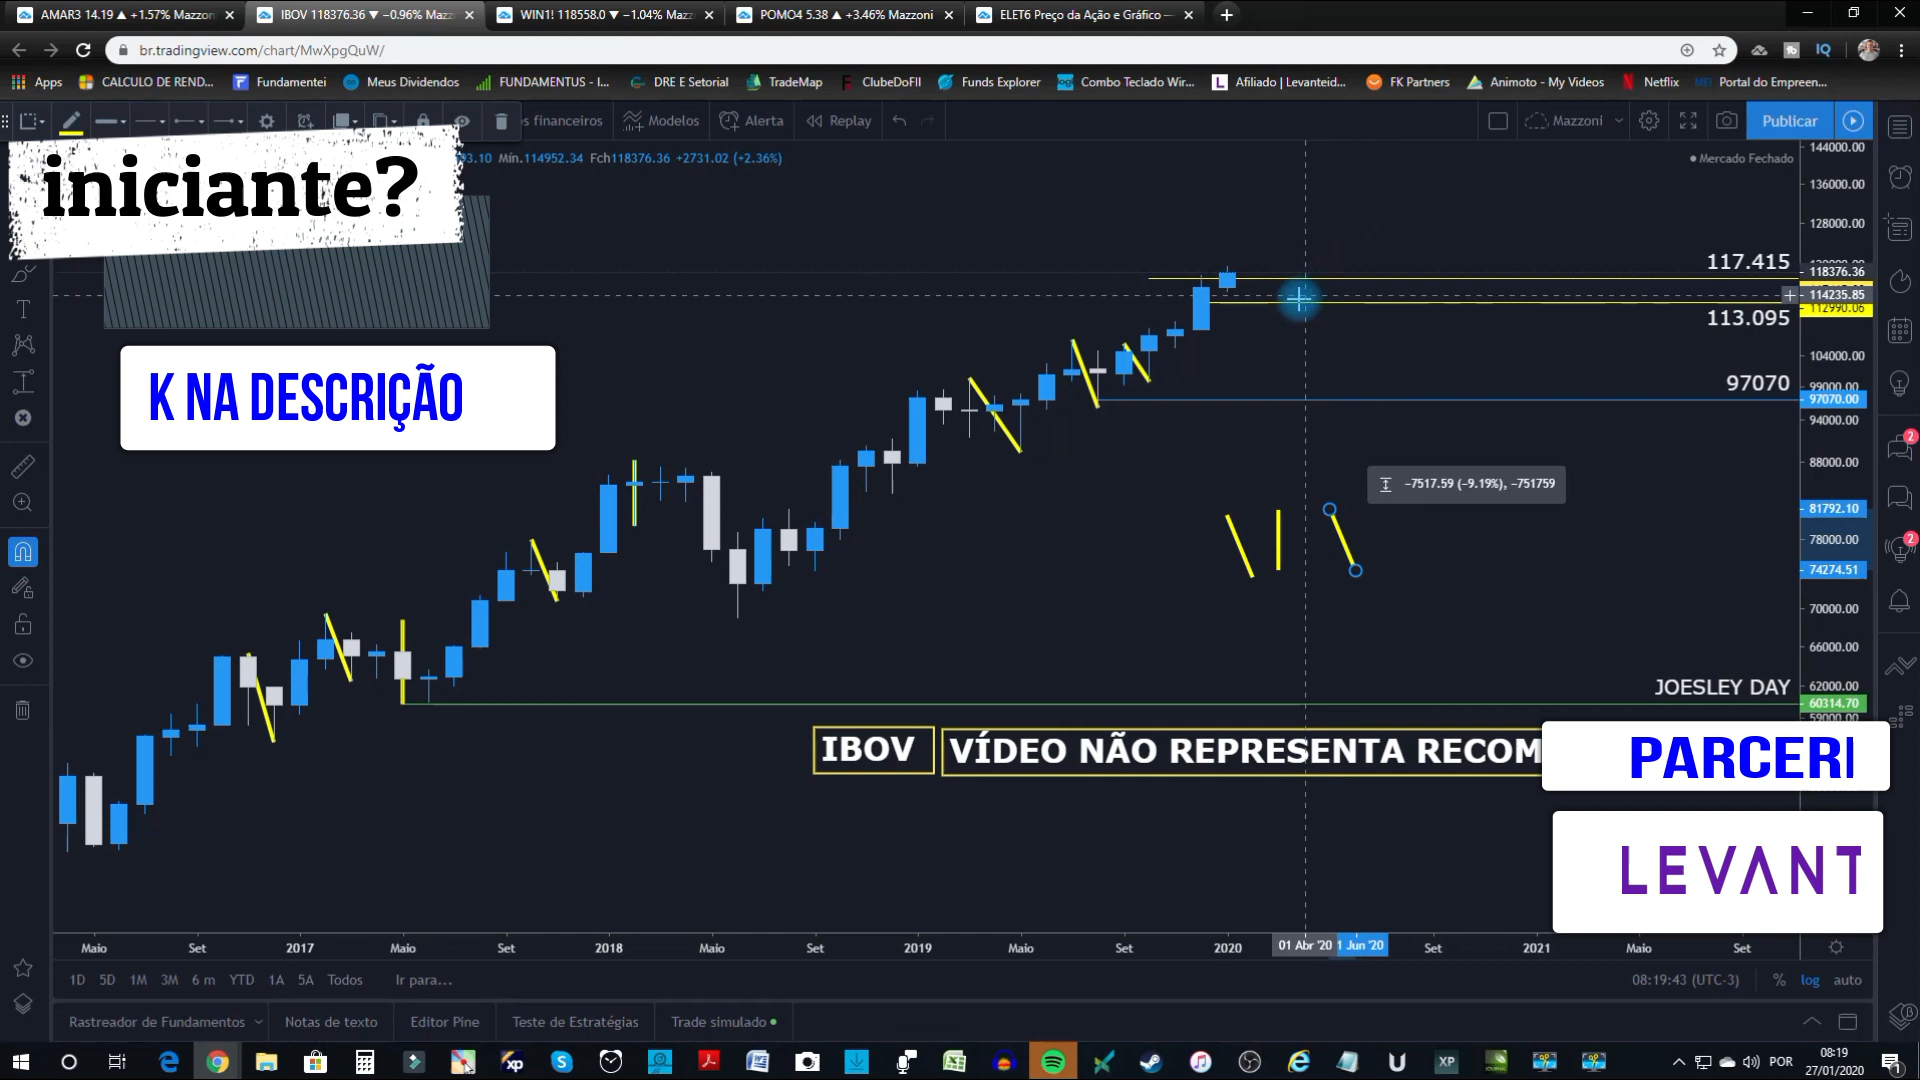 AMAR3 14.19 ▲ +1.57% Mazzoni
IBOV 118376.36 ▼ −0.96% Mazz
WIN1! 118558.0 ▼ −1.04% Mazz
POMO4 5.38 ▲ +3.46% Mazzoni
ELET6 Preço da Ação e Gráfico —
br.tradingview.com/chart/MwXpgQuW/
Apps
CALCULO DE REND...
Fundamentei
Meus Dividendos
FUNDAMENTUS - I...
DRE E Setorial
TradeMap
ClubeDoFII
Funds Explorer
Combo Teclado Wir...
Afiliado | Levanteid...
FK Partners
Animoto - My Videos
Netflix
Portal do Empreen...
s financeiros
Modelos
Alerta
Replay
Mazzoni
Publicar
93.10 Mín.114952.34 Fch118376.36 +2731.02 (+2.36%)
Mercado Fechado
iniciante?
K NA DESCRIÇÃO
144000.00
136000.00
128000.00
117.415
118376.36
114235.85
112990.06
113.095
104000.00
99000.00
97070
97070.00
94000.00
88000.00
−7517.59 (−9.19%), −751759
81792.10
78000.00
74274.51
70000.00
66000.00
62000.00
JOESLEY DAY
60314.70
59000.00
IBOV
VÍDEO NÃO REPRESENTA RECOM
PARCERI
LEVANT
Maio Set 2017 Maio Set 2018 Maio Set 2019 Maio Set 2020 01 Abr '20 1 Jun '20 Set 2021 Maio Set
1D 5D 1M 3M 6 m YTD 1A 5A Todos Ir para...
08:19:43 (UTC-3) % log auto
Rastreador de Fundamentos
Notas de texto
Editor Pine
Teste de Estratégias
Trade simulado
POR
08:19
27/01/2020